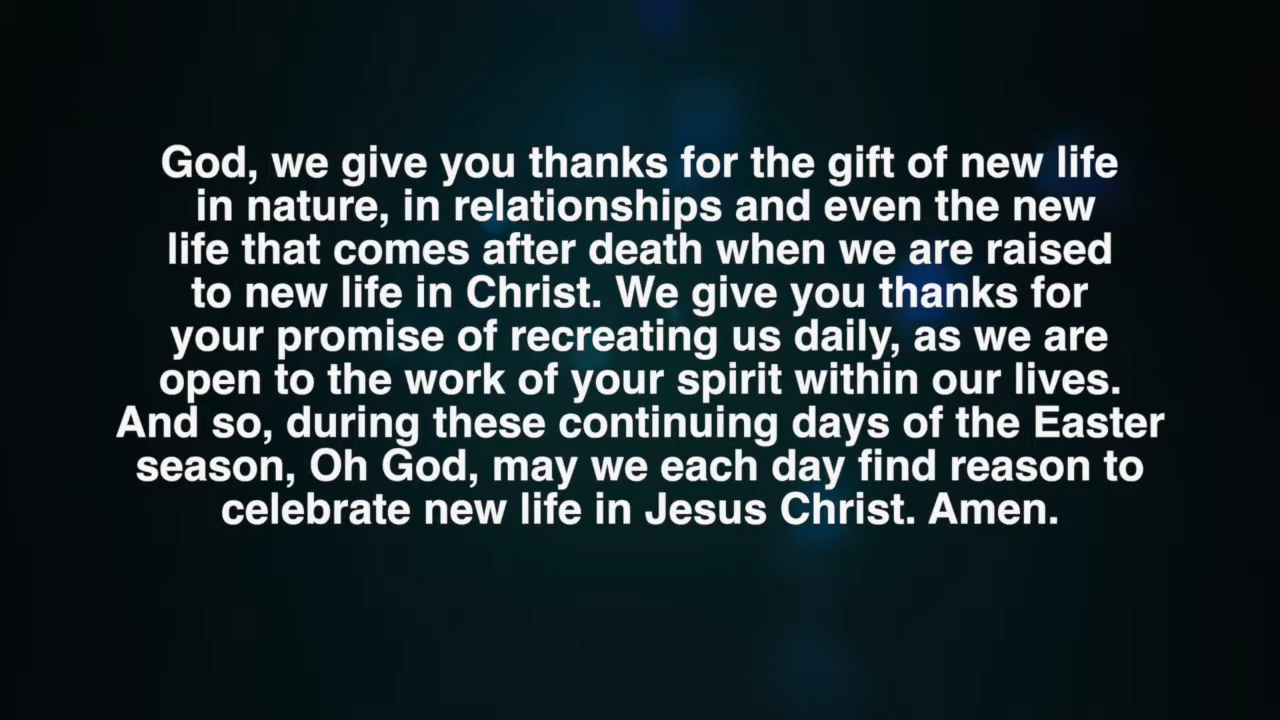 God, we give you thanks for the gift of new life
in nature, in relationships and even the new
life that comes after death when we are raised
to new life in Christ. We give you thanks for
your promise of recreating us daily, as we are
open to the work of your spirit within our lives.
And so, during these continuing days of the Easter
season, Oh God, may we each day find reason to
celebrate new life in Jesus Christ. Amen.